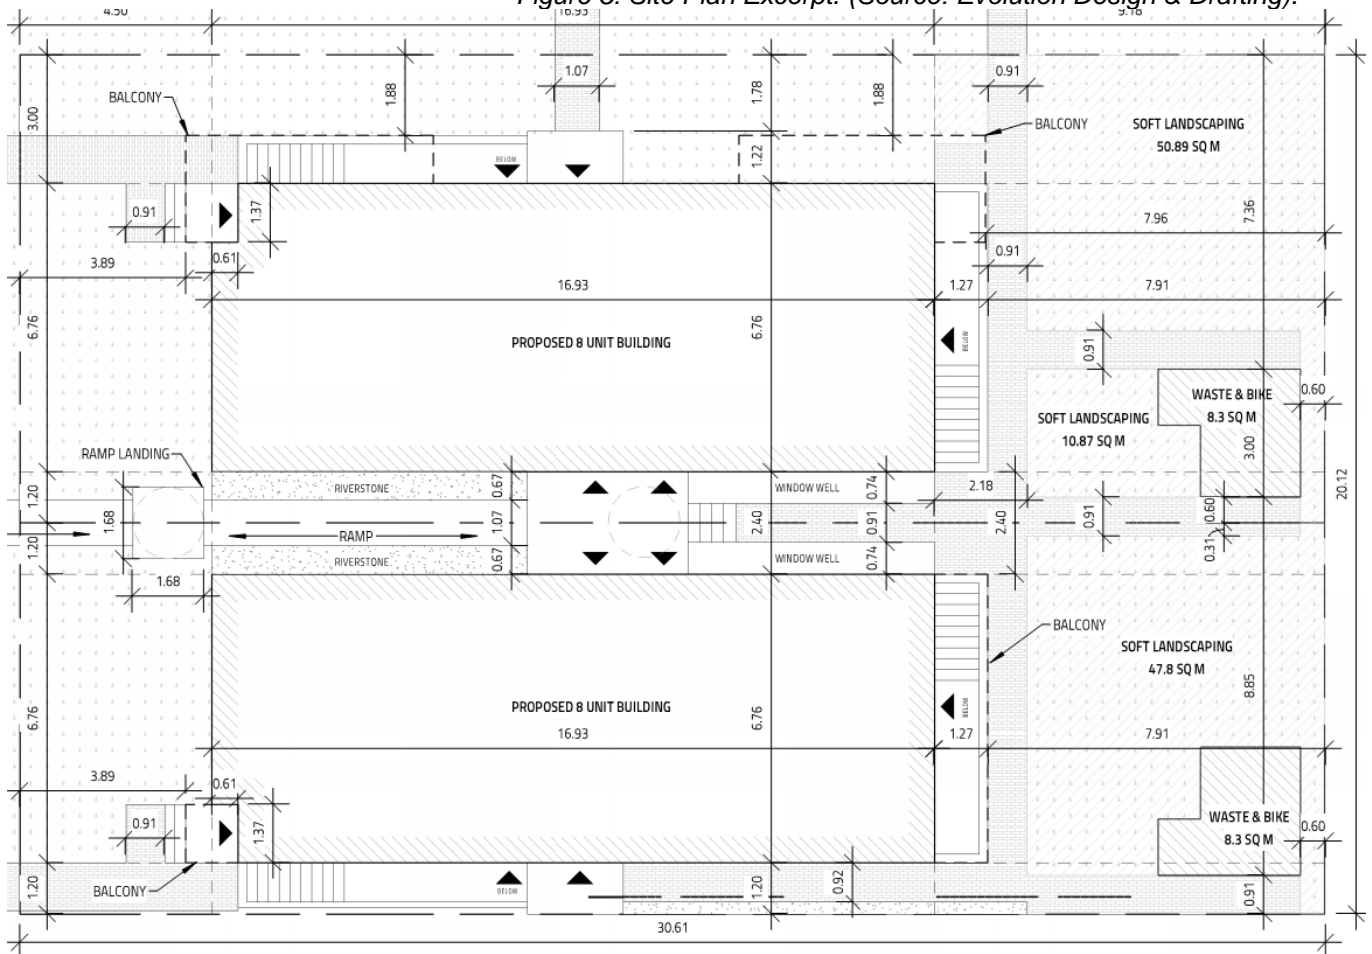 Figure 3. Site Plan Excerpt. (Source: Evolution Design & Drafting).
4.50
16.93
9.18
1.07
0.91
1.88
1.78
1.88
BALCONY
3.00
BALCONY
SOFT LANDSCAPING
50.89 SQ M
BELOW
1.22
0.91
1.37
7.96
7.36
3.89
0.61
0.91
16.93
1.27
7.91
6.76
6.76
PROPOSED 8 UNIT BUILDING
BELOW
0.91
WASTE & BIKE
8.3 SQ M
0.60
SOFT LANDSCAPING
10.87 SQ M
3.00
RAMP LANDING
20.12
1.20
RIVERSTONE
0.67
WINDOW WELL
0.74
2.18
1.68
1.07
2.40
0.91
2.40
0.91
0.60
RAMP
1.20
RIVERSTONE
0.67
WINDOW WELL
0.74
0.31
1.68
BALCONY
SOFT LANDSCAPING
47.8 SQ M
8.85
6.76
PROPOSED 8 UNIT BUILDING
6.76
BELOW
16.93
1.27
7.91
3.89
0.61
0.91
1.37
WASTE & BIKE
8.3 SQ M
0.60
BALCONY
1.20
BELOW
1.20
0.92
0.91
30.61